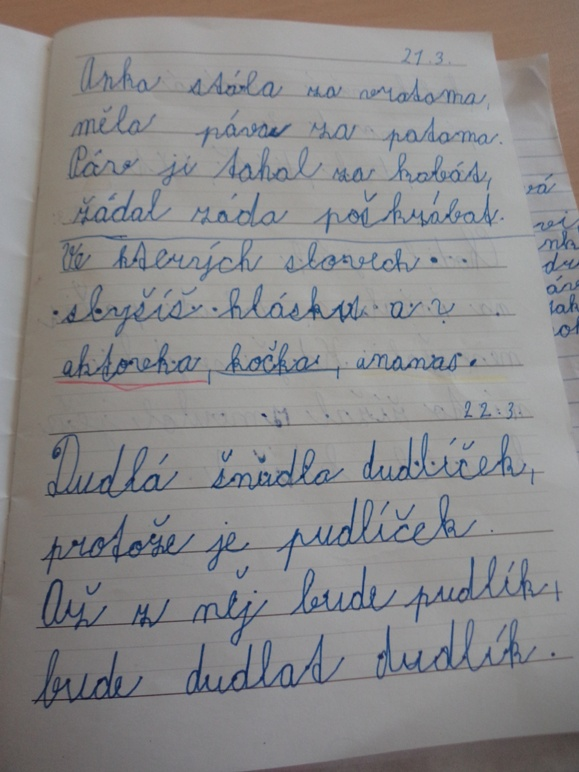 21.3.
Anka stála za vratama,
měla páva za patama.
Páv ji tahal za kabát,
žádal záda poškrábat.
Ve kterých slovech
slyšíš hlásku a?
aktovka, kočka, ananas.
22.3.
Dudlá šňudla dudlíček,
protože je pudlíček.
Až z něj bude pudlík,
bude dudlat dudlík.